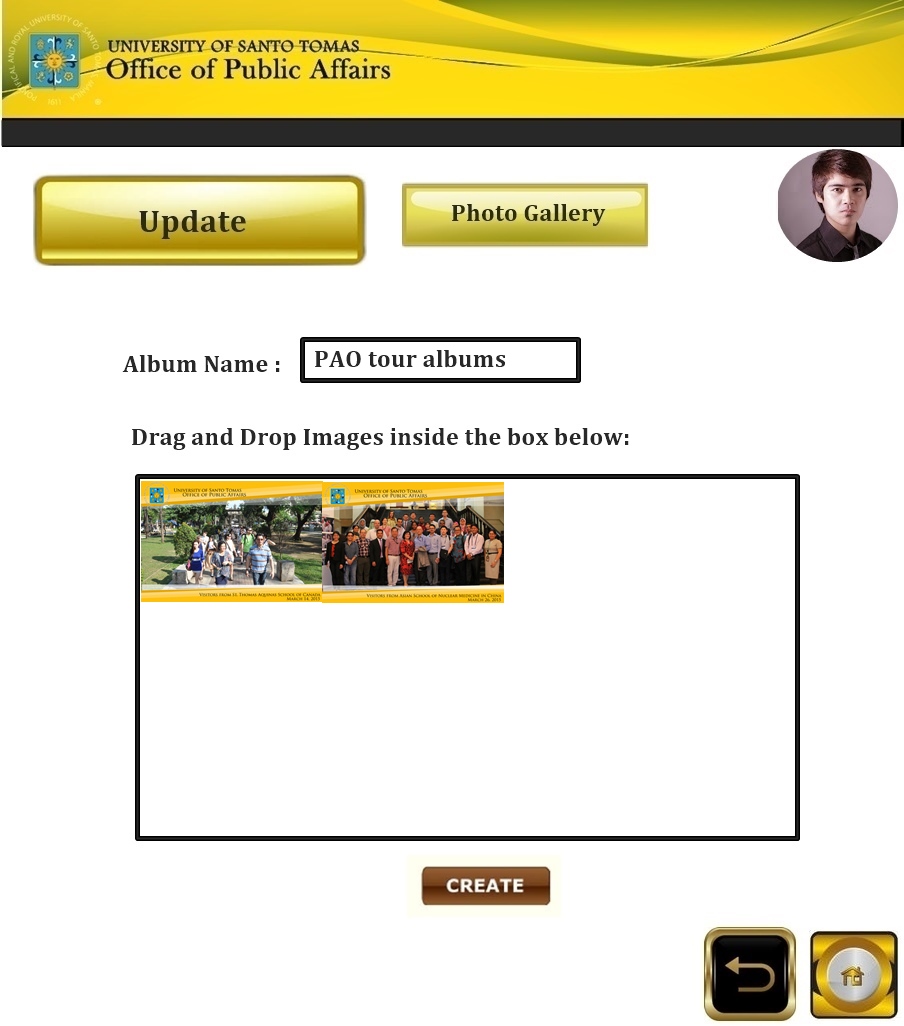 UNIVERSITY OF SANTO TOMAS
Office of Public Affairs
Update
Photo Gallery
Album Name :
PAO tour albums
Drag and Drop Images inside the box below:
University of Santo Tomas
Office of Public Affairs
Visitors from St. Thomas Aquinas School of Canada
March 14, 2015
University of Santo Tomas
Office of Public Affairs
Visitors from Asian School of Nuclear Medicine in China
March 26, 2015
CREATE